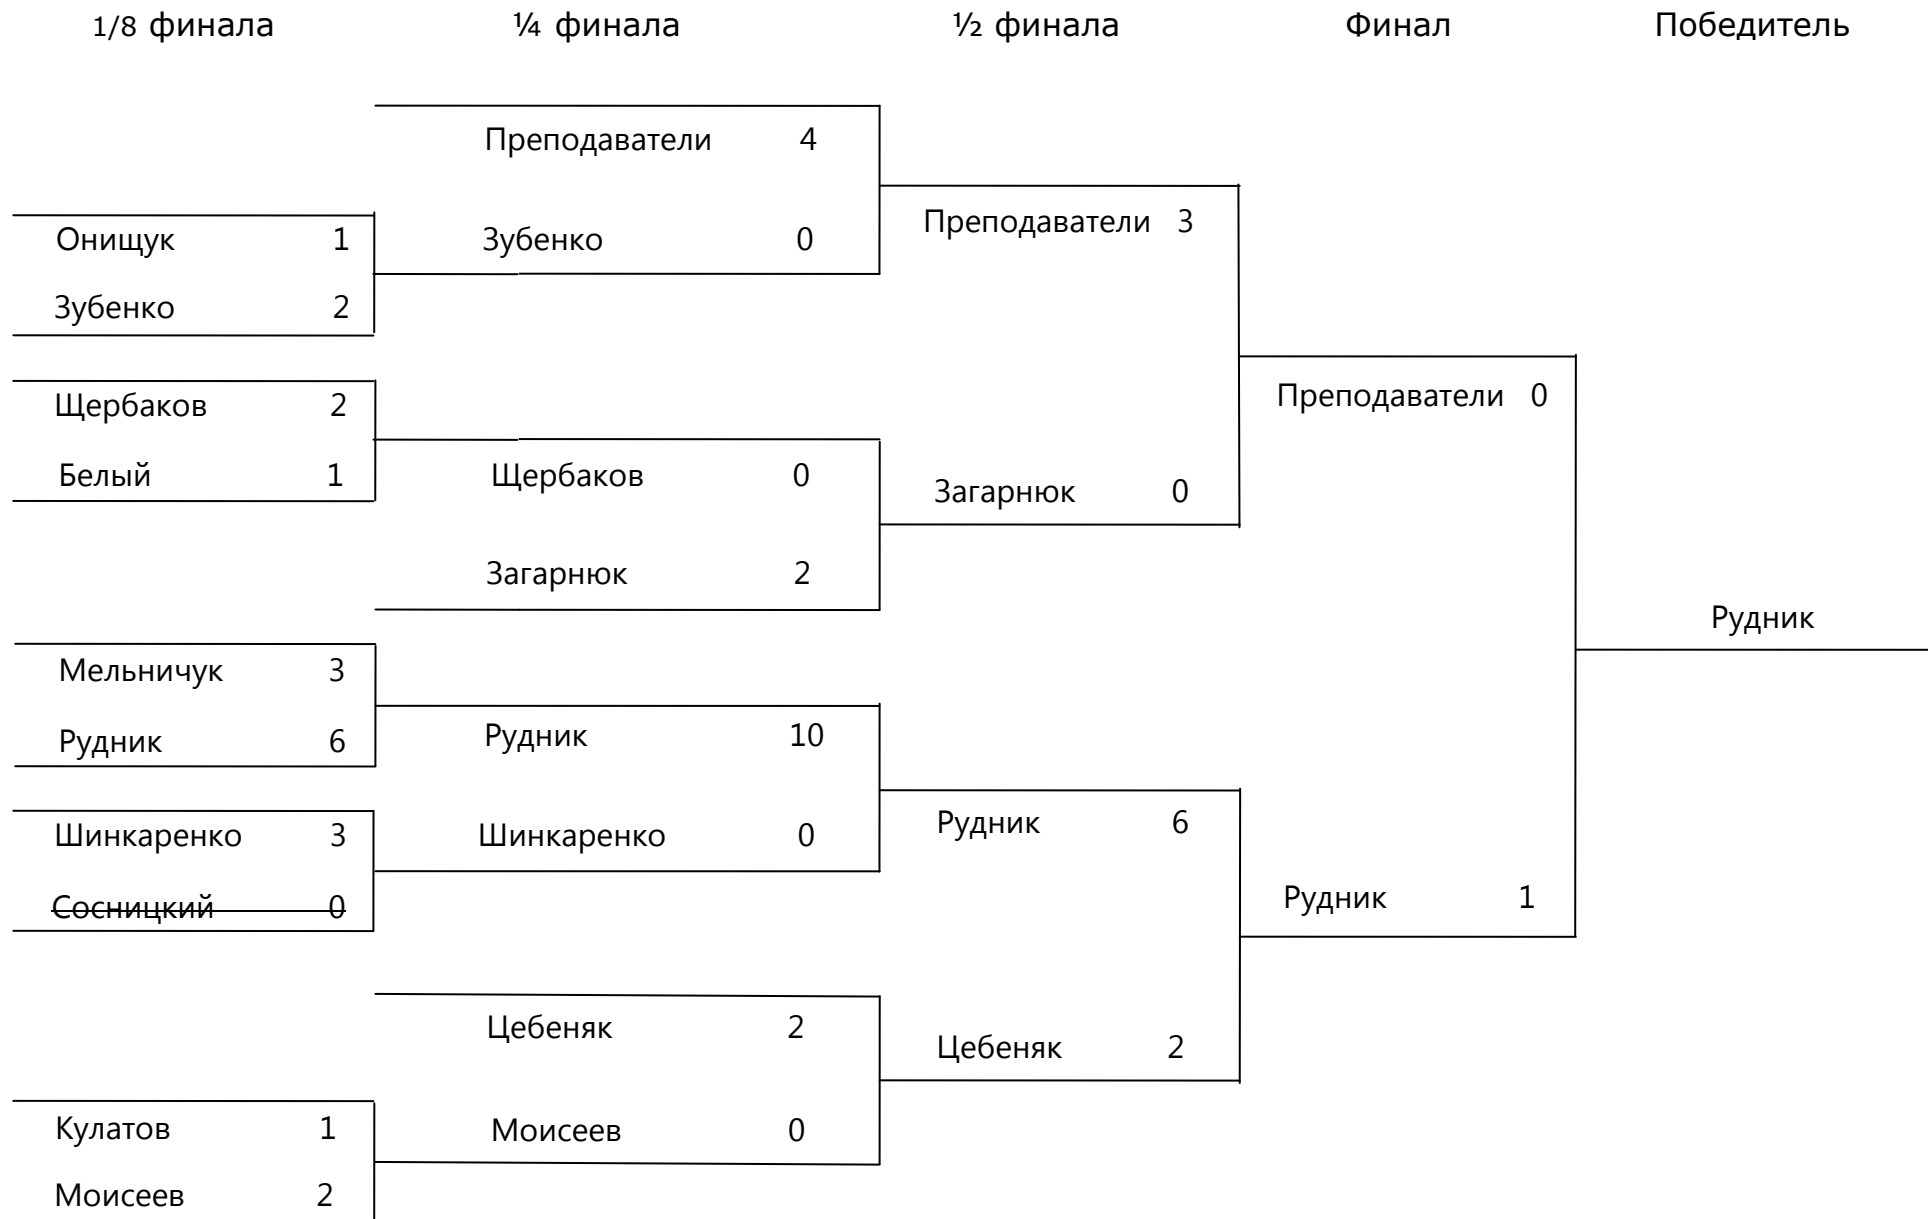 1/8 финала ¼ финала ½ финала Финал Победитель
Преподаватели 4
Преподаватели 3
Онищук 1 Зубенко 0
Зубенко 2
Щербаков 2 Преподаватели 0
Белый 1 Щербаков 0 Загарнюк 0
Загарнюк 2
Рудник
Мельничук 3
Рудник 6 Рудник 10
Шинкаренко 3 Шинкаренко 0 Рудник 6
Сосницкий 0 Рудник 1
Цебеняк 2 Цебеняк 2
Кулатов 1 Моисеев 0
Моисеев 2